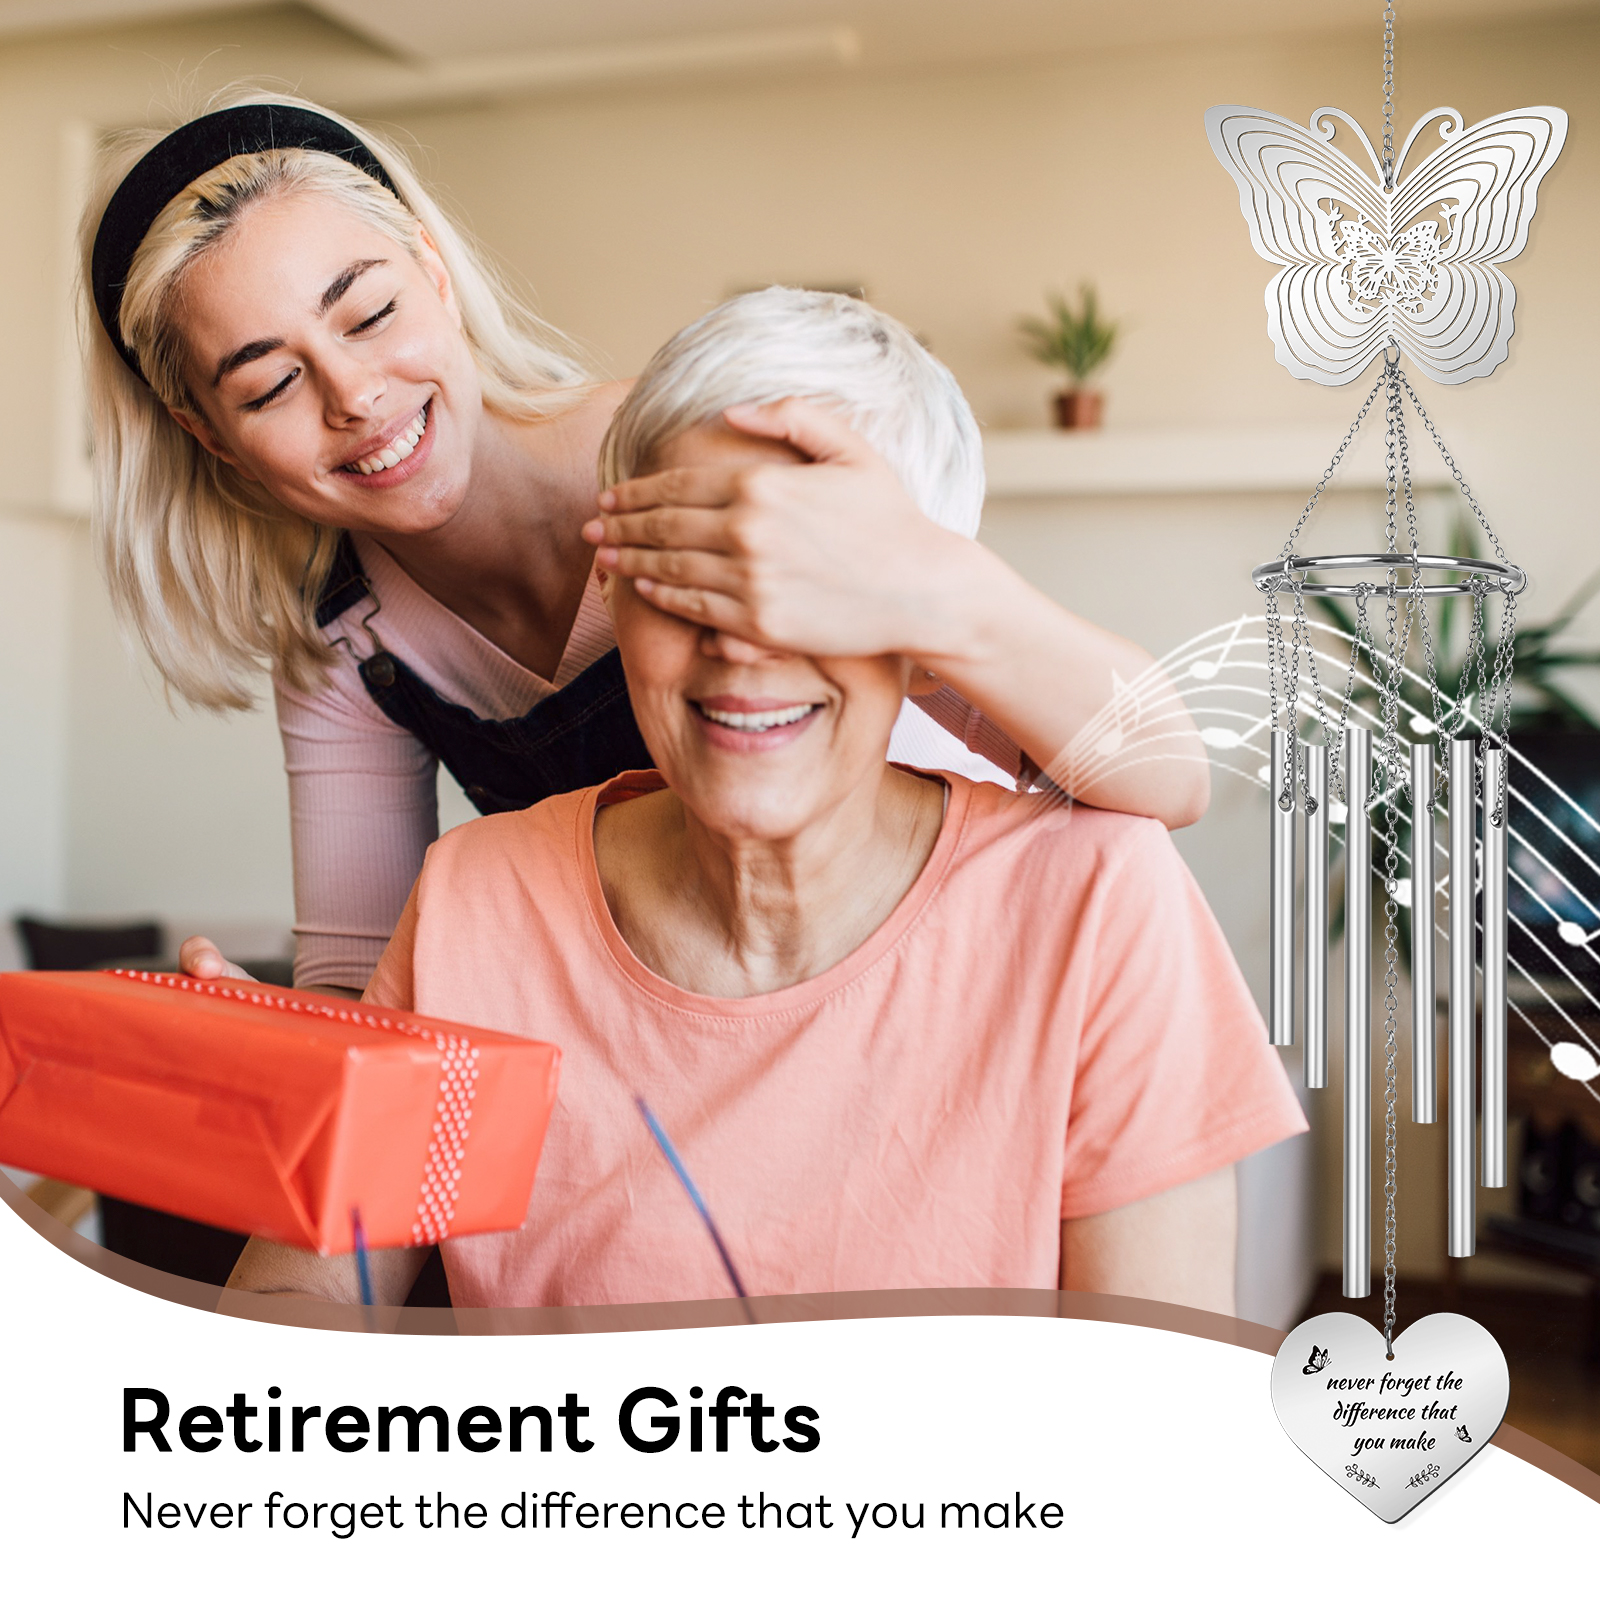 never forget the
difference that
you make
Retirement Gifts
Never forget the difference that you make